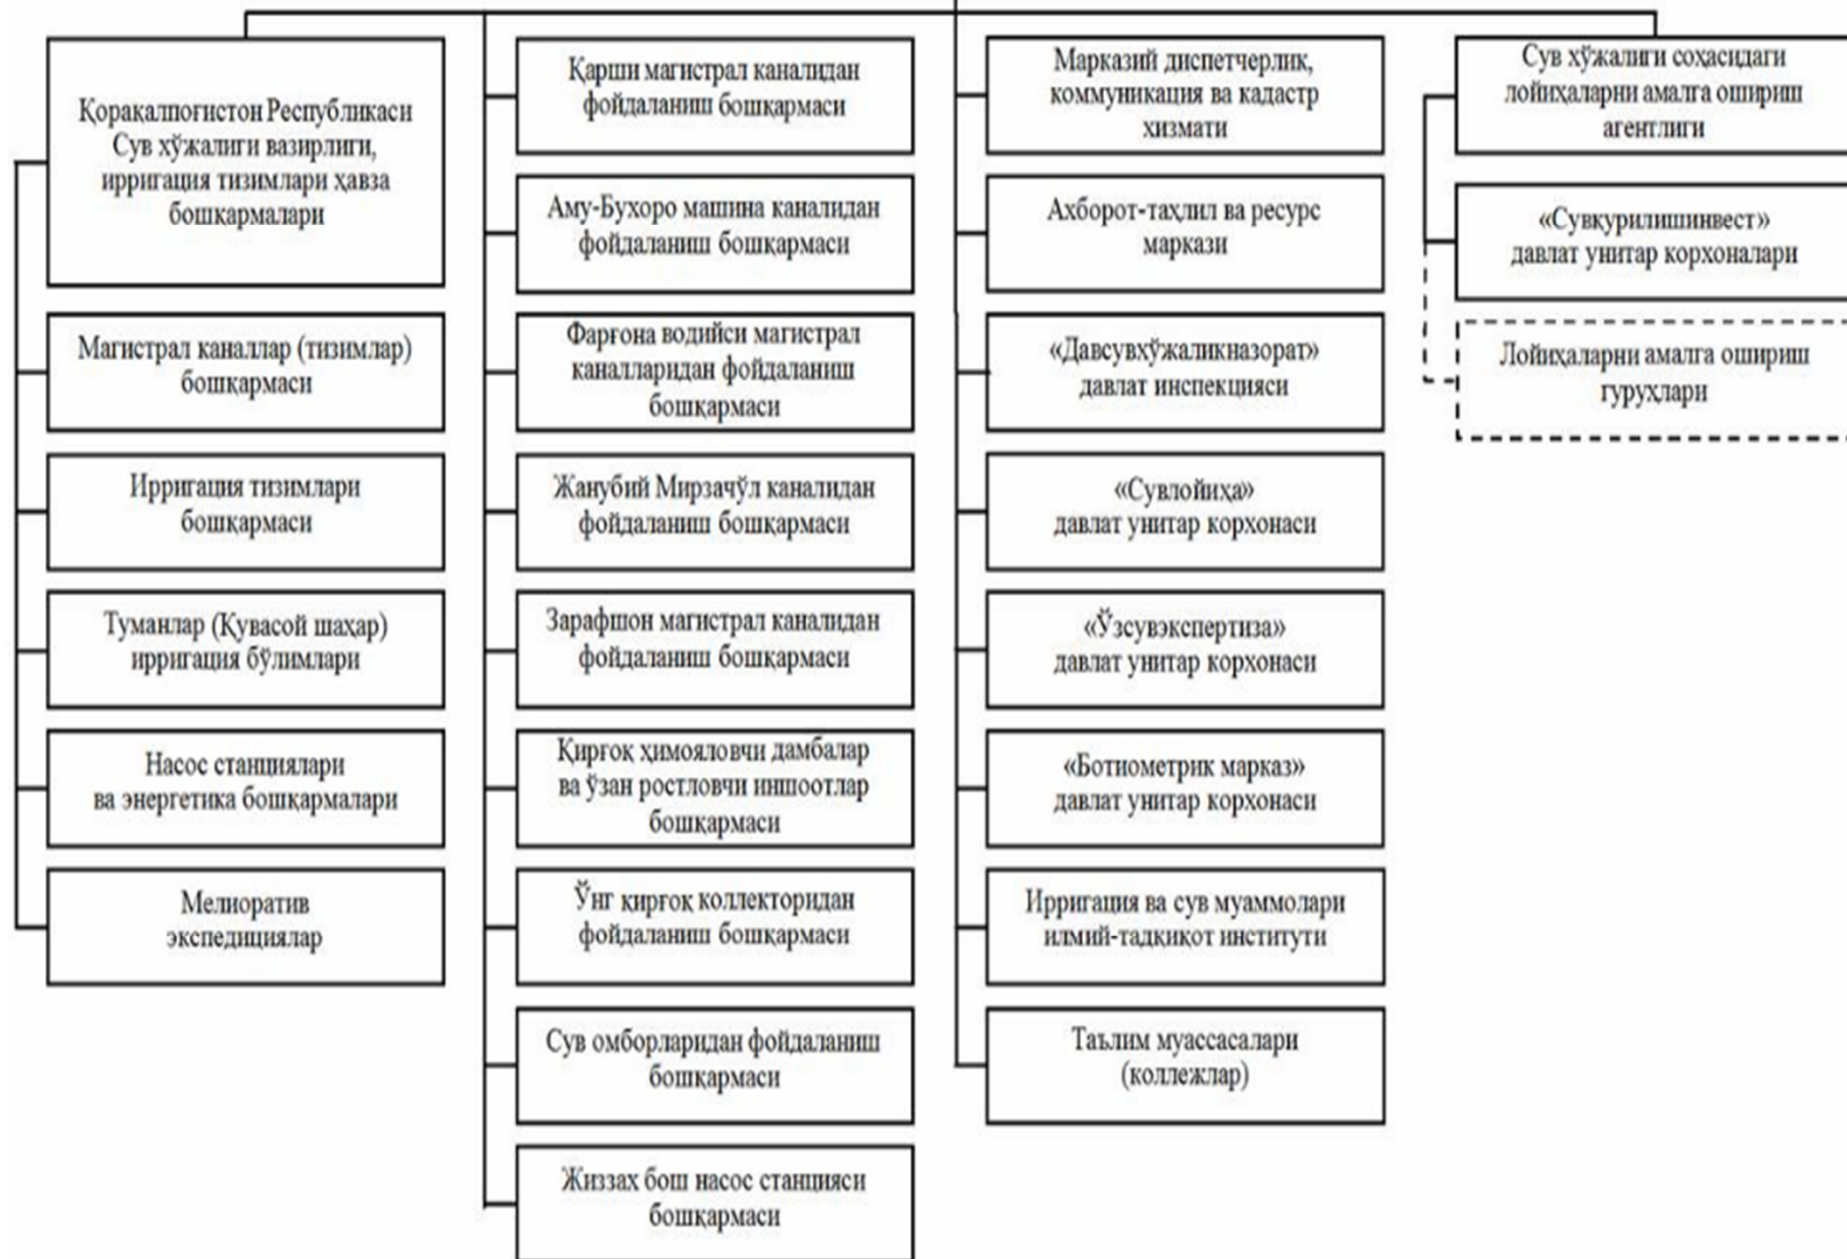 Қорақалпоғистон Республикаси
Сув хўжалиги вазирлиги,
ирригация тизимлари ҳавза
бошқармалари
Магистрал каналлар (тизимлар)
бошқармаси
Ирригация тизимлари
бошқармаси
Туманлар (Қувасой шаҳар)
ирригация бўлимлари
Насос станциялари
ва энергетика бошқармалари
Мелиоратив
экспедициялар
Қарши магистрал каналидан
фойдаланиш бошқармаси
Аму-Бухоро машина каналидан
фойдаланиш бошқармаси
Фарғона водийси магистрал
каналларидан фойдаланиш
бошқармаси
Жанубий Мирзачўл каналидан
фойдаланиш бошқармаси
Зарафшон магистрал каналидан
фойдаланиш бошқармаси
Қирғоқ ҳимояловчи дамбалар
ва ўзан ростловчи иншоотлар
бошқармаси
Ўнг қирғоқ коллекторидан
фойдаланиш бошқармаси
Сув омборларидан фойдаланиш
бошқармаси
Жиззах бош насос станцияси
бошқармаси
Марказий диспетчерлик,
коммуникация ва кадастр
хизмати
Ахборот-таҳлил ва ресурс
маркази
«Давсувхўжаликназорат»
давлат инспекцияси
«Сувлойиҳа»
давлат унитар корхонаси
«Ўзсувэкспертиза»
давлат унитар корхонаси
«Ботиометрик марказ»
давлат унитар корхонаси
Ирригация ва сув муаммолари
илмий-тадқиқот институти
Таълим муассасалари
(коллежлар)
Сув хўжалиги соҳасидаги
лойиҳаларни амалга ошириш
агентлиги
«Сувқурилишинвест»
давлат унитар корхоналари
Лойиҳаларни амалга ошириш
гуруҳлари